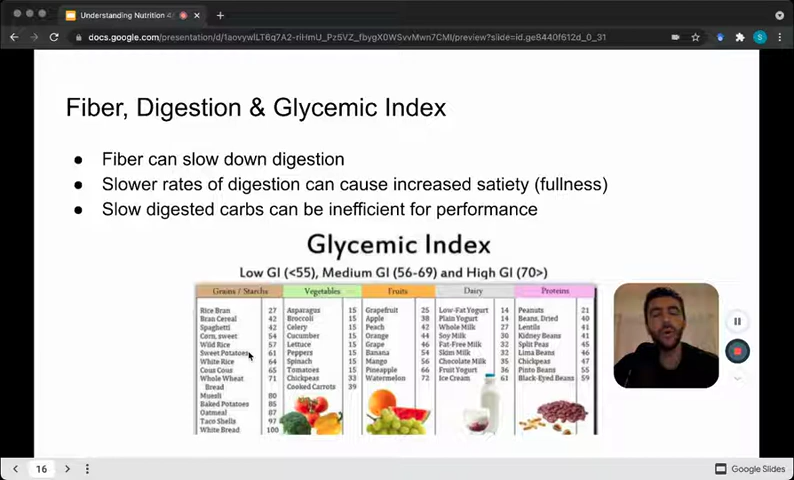 Understanding Nutrition 4
docs.google.com/presentation/d/1aovywlLT6q7A2-riHmU_Pz5VZ_fbygX0WSvvMwn7CMI/preview?slide=id.ge8440f612d_0_31
S
Fiber, Digestion & Glycemic Index
● Fiber can slow down digestion
● Slower rates of digestion can cause increased satiety (fullness)
● Slow digested carbs can be inefficient for performance
Glycemic Index
Low GI (<55), Medium GI (56-69) and High GI (70>)
Grains / Starchs
Rice Bran 27
Bran Cereal 42
Spaghetti 42
Corn, sweet 54
Wild Rice 57
Sweet Potatoes 61
White Rice 64
Cous Cous 65
Whole Wheat 71
Bread
Muesli 80
Baked Potatoes 85
Oatmeal 87
Taco Shells 97
White Bread 100
Vegetables
Asparagus 15
Broccoli 15
Celery 15
Cucumber 15
Lettuce 15
Peppers 15
Spinach 15
Tomatoes 15
Chickpeas 33
Cooked Carrots 39
Fruits
Grapefruit 25
Apple 38
Peach 42
Orange 44
Grape 46
Banana 54
Mango 56
Pineapple 66
Watermelon 72
Dairy
Low-Fat Yogurt 14
Plain Yogurt 14
Whole Milk 27
Soy Milk 30
Fat-Free Milk 32
Skim Milk 32
Chocolate Milk 35
Fruit Yogurt 36
Ice Cream 61
Proteins
Peanuts 21
Beans, Dried 40
Lentils 41
Kidney Beans 41
Split Peas 45
Lima Beans 46
Chickpeas 47
Pinto Beans 55
Black-Eyed Beans 59
16
Google Slides